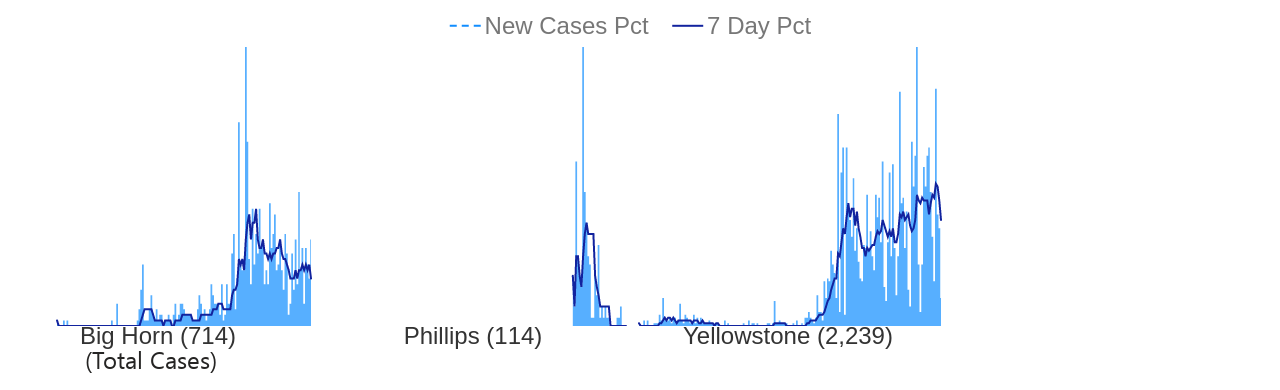 New Cases Pct 7 Day Pct
Big Horn (714) Phillips (114) Yellowstone (2,239)
(Total Cases)